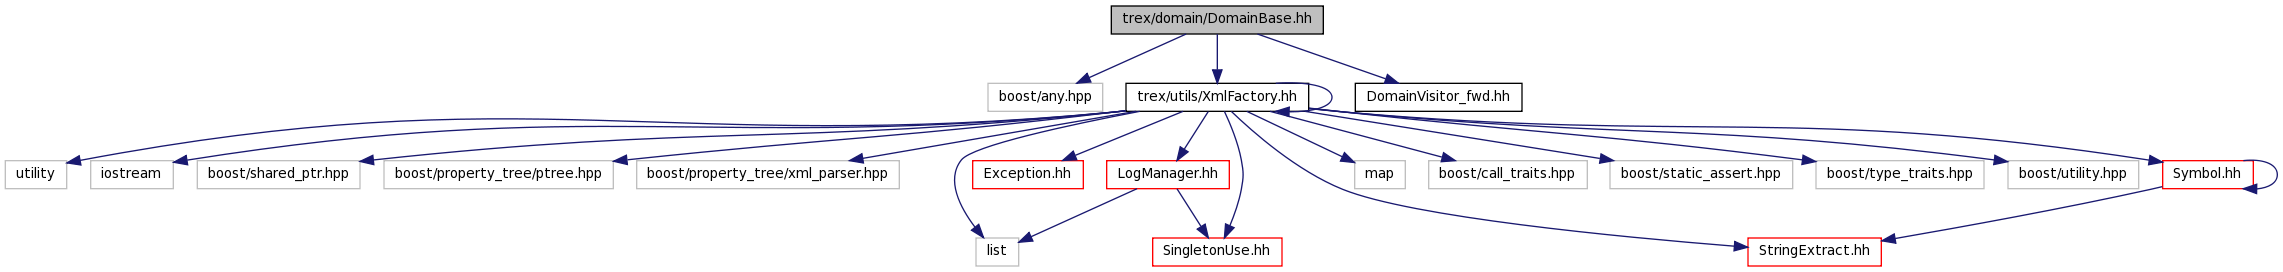 trex/domain/DomainBase.hh
boost/any.hpp
trex/utils/XmlFactory.hh
DomainVisitor_fwd.hh
utility
iostream
boost/shared_ptr.hpp
boost/property_tree/ptree.hpp
boost/property_tree/xml_parser.hpp
Exception.hh
LogManager.hh
map
boost/call_traits.hpp
boost/static_assert.hpp
boost/type_traits.hpp
boost/utility.hpp
Symbol.hh
list
SingletonUse.hh
StringExtract.hh